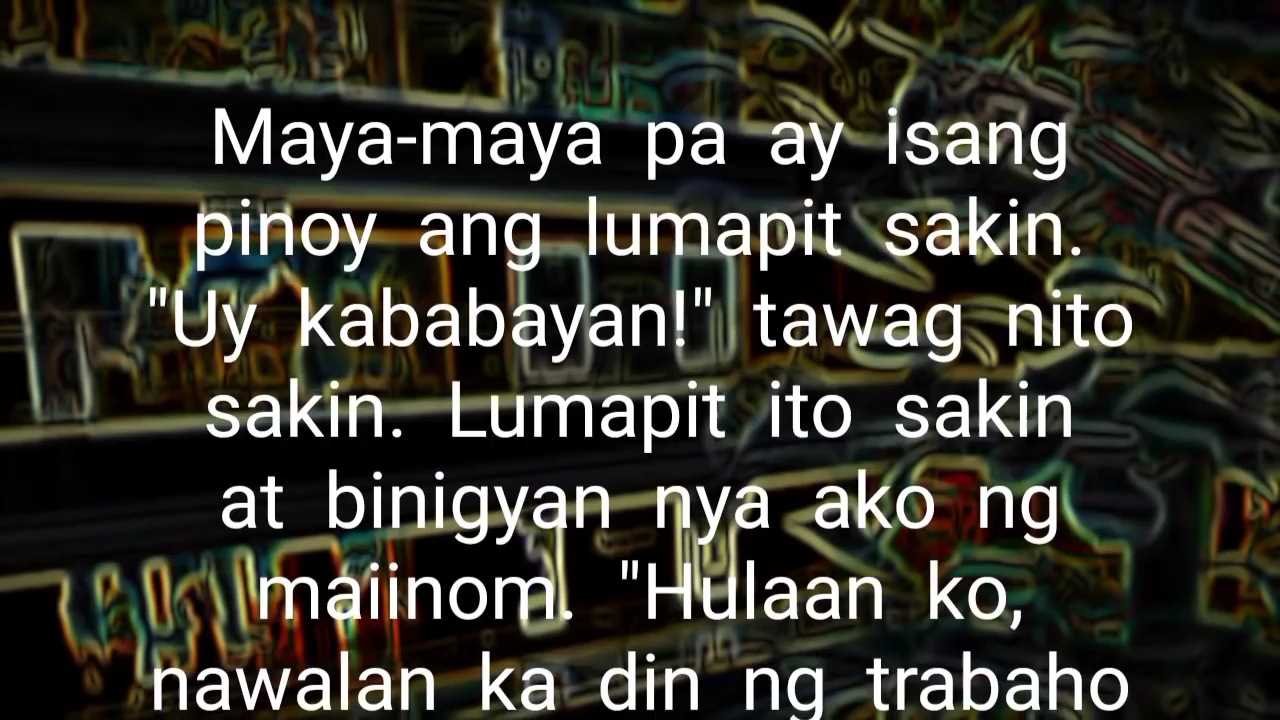 Maya-maya pa ay isang
pinoy ang lumapit sakin.
"Uy kababayan!" tawag nito
sakin. Lumapit ito sakin
at binigyan nya ako ng
maiinom. "Hulaan ko,
nawalan ka din ng trabaho